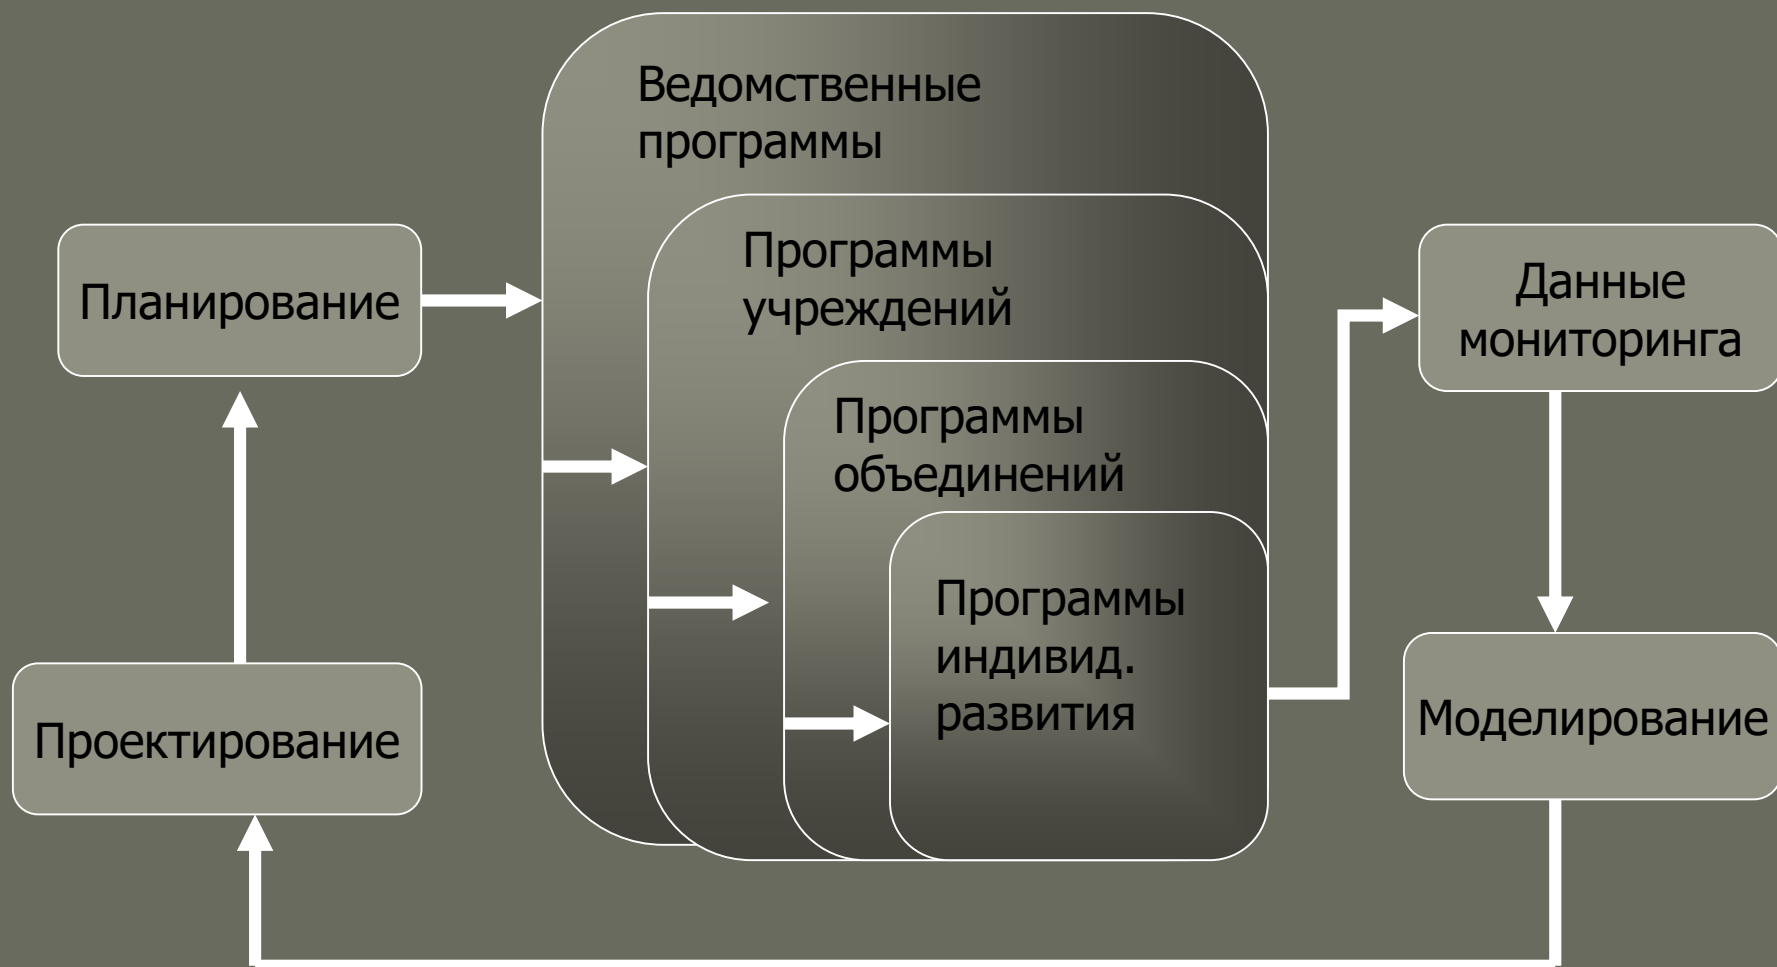 Ведомственные
программы
Программы
учреждений
Программы
объединений
Программы
индивид.
развития
Планирование
Проектирование
Данные
мониторинга
Моделирование